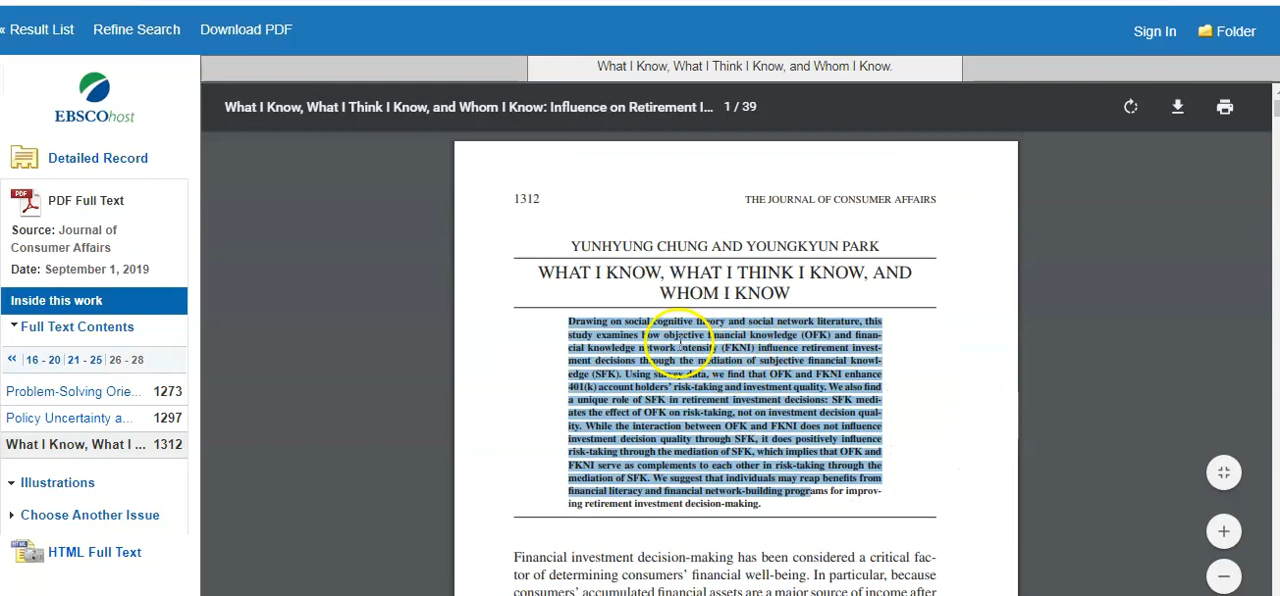 « Result List Refine Search Download PDF Sign In Folder
What I Know, What I Think I Know, and Whom I Know.
EBSCOhost
Detailed Record
PDF
PDF Full Text
Source: Journal of
Consumer Affairs
Date: September 1, 2019
Inside this work
Full Text Contents
« | 16 - 20 | 21 - 25 | 26 - 28
Problem-Solving Orie... 1273
Policy Uncertainty a... 1297
What I Know, What I ... 1312
Illustrations
Choose Another Issue
HTML Full Text
What I Know, What I Think I Know, and Whom I Know: Influence on Retirement I... 1 / 39
1312 THE JOURNAL OF CONSUMER AFFAIRS
YUNHYUNG CHUNG AND YOUNGKYUN PARK
WHAT I KNOW, WHAT I THINK I KNOW, AND
WHOM I KNOW
Drawing on social cognitive theory and social network literature, this
study examines how objective financial knowledge (OFK) and finan-
cial knowledge network intensity (FKNI) influence retirement invest-
ment decisions through the mediation of subjective financial knowl-
edge (SFK). Using survey data, we find that OFK and FKNI enhance
401(k) account holders' risk-taking and investment quality. We also find
a unique role of SFK in retirement investment decisions: SFK medi-
ates the effect of OFK on risk-taking, not on investment decision qual-
ity. While the interaction between OFK and FKNI does not influence
investment decision quality through SFK, it does positively influence
risk-taking through the mediation of SFK, which implies that OFK and
FKNI serve as complements to each other in risk-taking through the
mediation of SFK. We suggest that individuals may reap benefits from
financial literacy and financial network-building programs for improv-
ing retirement investment decision-making.
Financial investment decision-making has been considered a critical fac-
tor of determining consumers' financial well-being. In particular, because
consumers' accumulated financial assets are a major source of income after